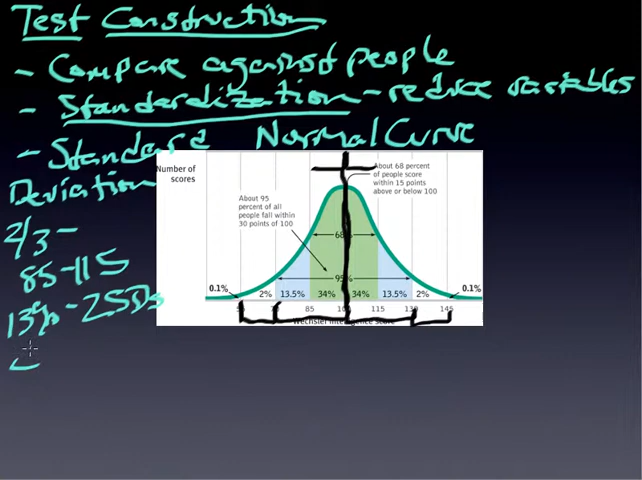 Test Construction
- Compare against people
- Standardization - reduce variables
- Standard Normal Curve
Deviation
2/3 -
85-115
13% - 2SDs
Number of
scores
About 68 percent
of people score
within 15 points
above or below 100
About 95
percent of all
people fall within
30 points of 100
68%
95%
0.1% 2% 13.5% 34% 34% 13.5% 2% 0.1%
85 115 145
Wechsler intelligence score